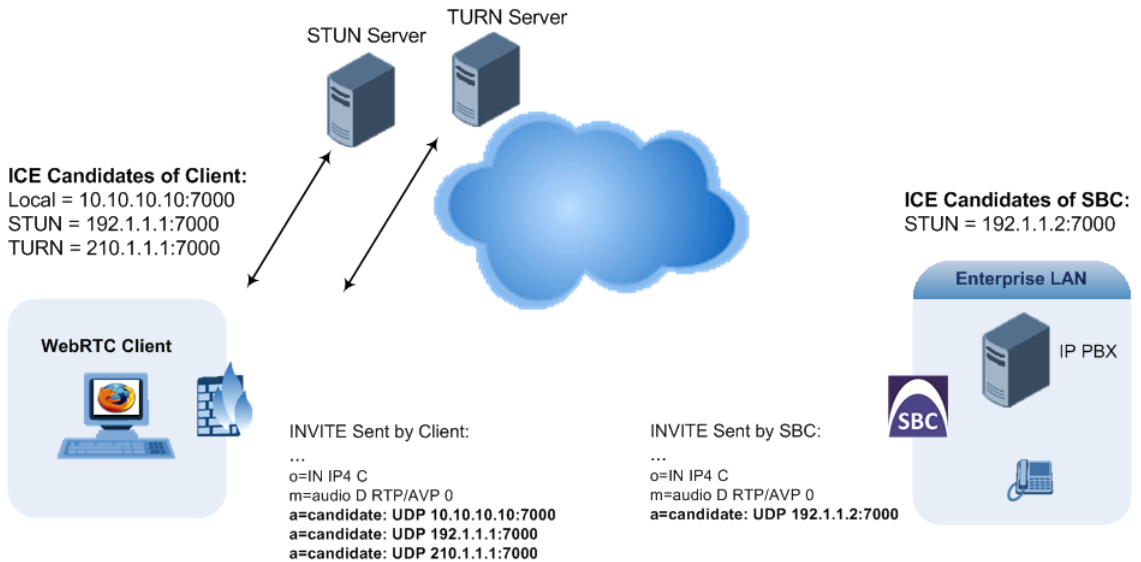 TURN Server
STUN Server
ICE Candidates of Client:
Local = 10.10.10.10:7000
STUN = 192.1.1.1:7000
TURN = 210.1.1.1:7000
ICE Candidates of SBC:
STUN = 192.1.1.2:7000
Enterprise LAN
WebRTC Client
IP PBX
SBC
INVITE Sent by Client:
...
o=IN IP4 C
m=audio D RTP/AVP 0
a=candidate: UDP 10.10.10.10:7000
a=candidate: UDP 192.1.1.1:7000
a=candidate: UDP 210.1.1.1:7000
INVITE Sent by SBC:
...
o=IN IP4 C
m=audio D RTP/AVP 0
a=candidate: UDP 192.1.1.2:7000